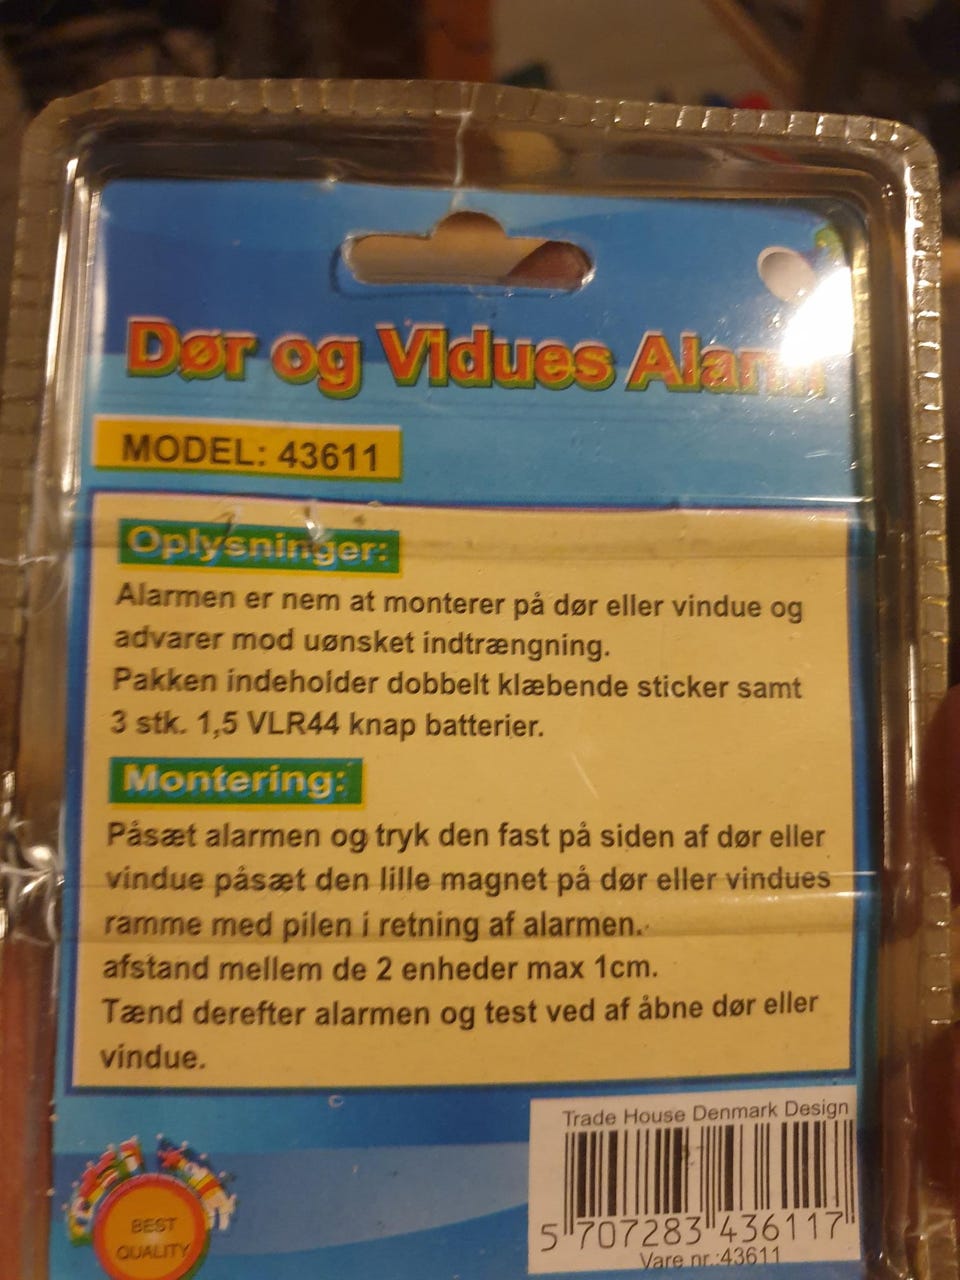 Dør og Vidues Alarm
MODEL: 43611
Oplysninger:
Alarmen er nem at monterer på dør eller vindue og
advarer mod uønsket indtrængning.
Pakken indeholder dobbelt klæbende sticker samt
3 stk. 1,5 VLR44 knap batterier.
Montering:
Påsæt alarmen og tryk den fast på siden af dør eller
vindue påsæt den lille magnet på dør eller vindues
ramme med pilen i retning af alarmen.
afstand mellem de 2 enheder max 1cm.
Tænd derefter alarmen og test ved af åbne dør eller
vindue.
BEST
QUALITY
Trade House Denmark Design
5 707283 436117
Vare nr.:43611